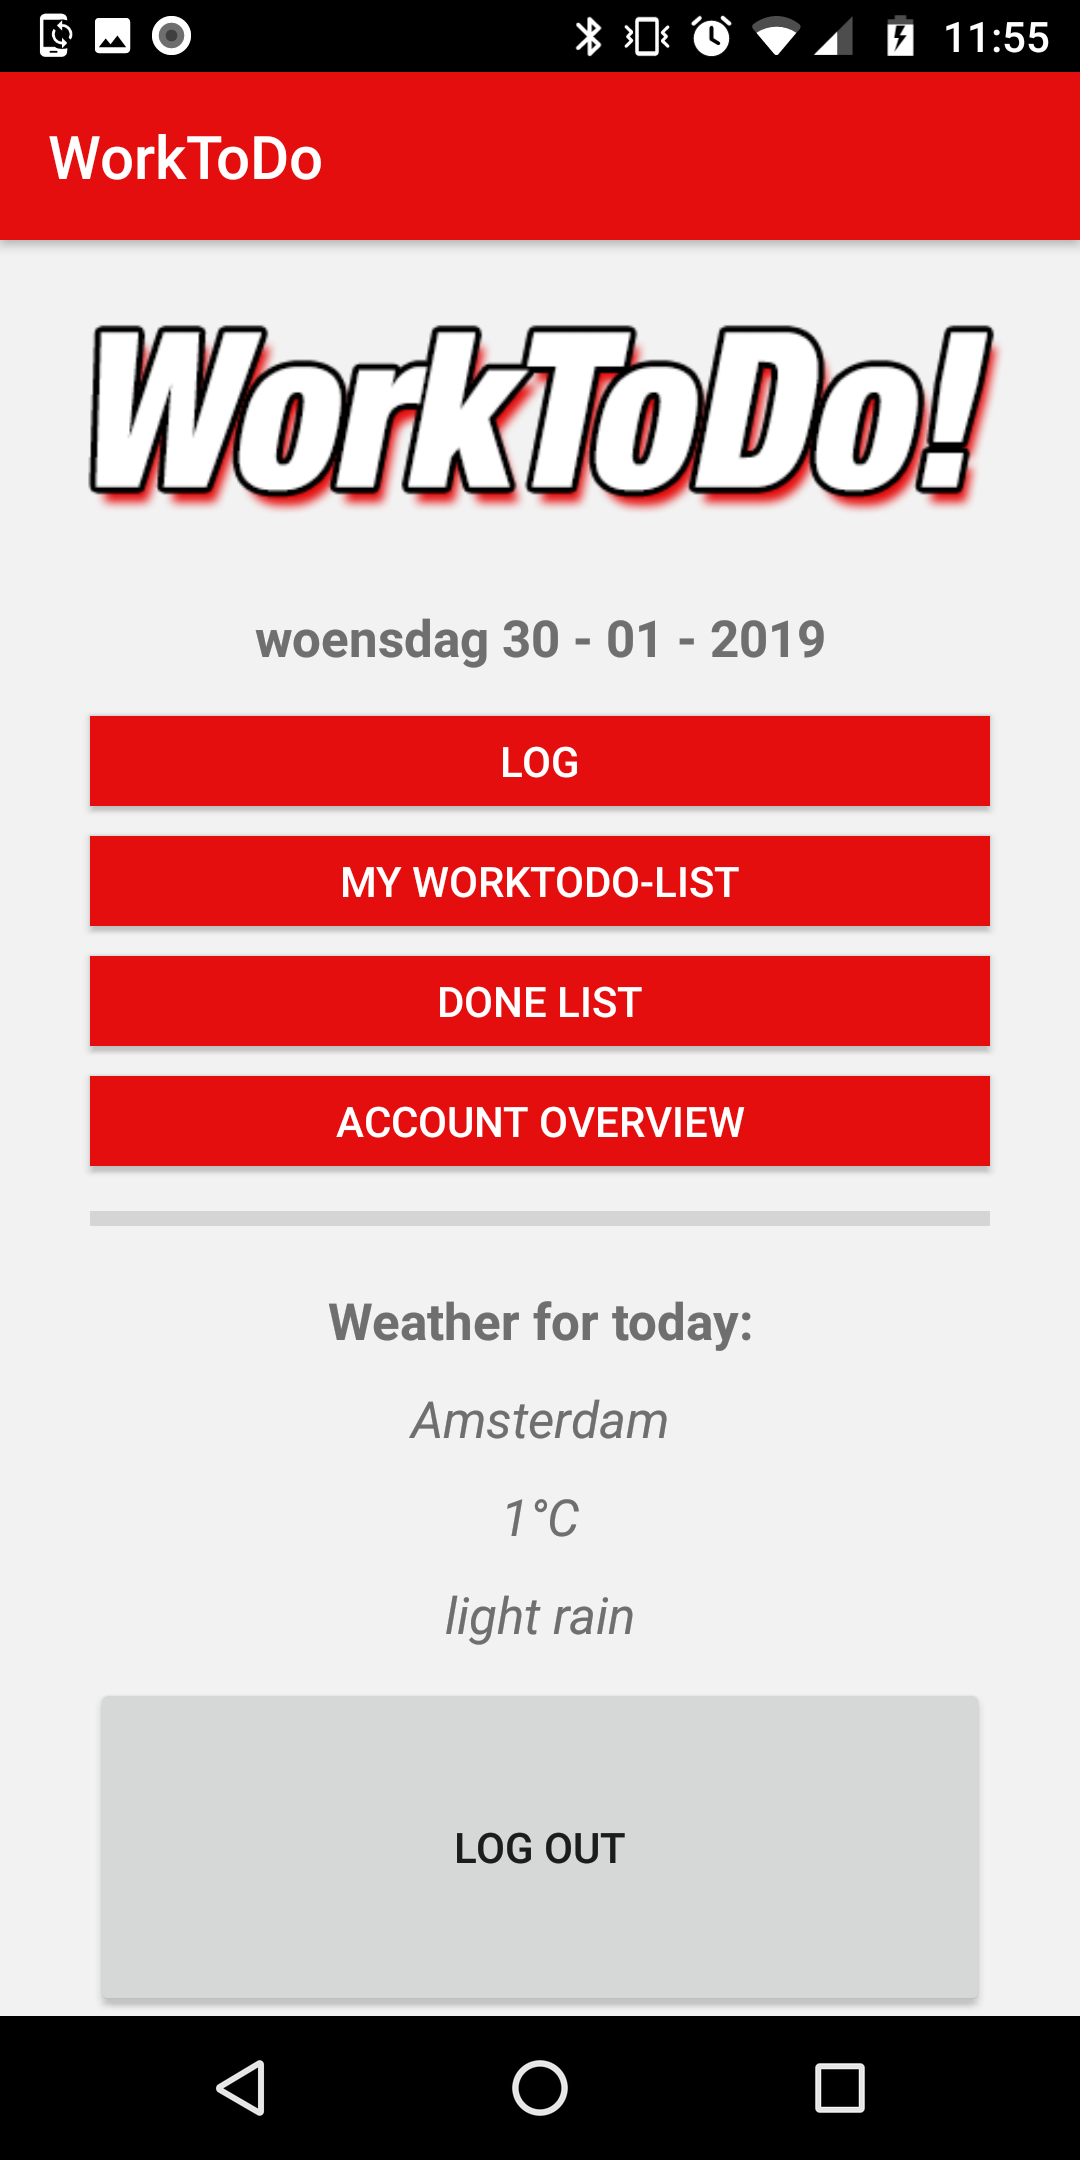 11:55
WorkToDo
WorkToDo!
woensdag 30 - 01 - 2019
LOG
MY WORKTODO-LIST
DONE LIST
ACCOUNT OVERVIEW
Weather for today:
Amsterdam
1°C
light rain
LOG OUT